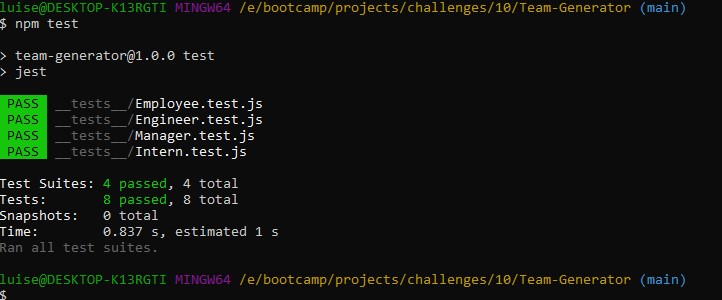 luise@DESKTOP-K13RGTI MINGW64 /e/bootcamp/projects/challenges/10/Team-Generator (main)
$ npm test
> team-generator@1.0.0 test
> jest
PASS __tests__/Employee.test.js
PASS __tests__/Engineer.test.js
PASS __tests__/Manager.test.js
PASS __tests__/Intern.test.js
Test Suites: 4 passed, 4 total
Tests: 8 passed, 8 total
Snapshots: 0 total
Time: 0.837 s, estimated 1 s
Ran all test suites.
luise@DESKTOP-K13RGTI MINGW64 /e/bootcamp/projects/challenges/10/Team-Generator (main)
$